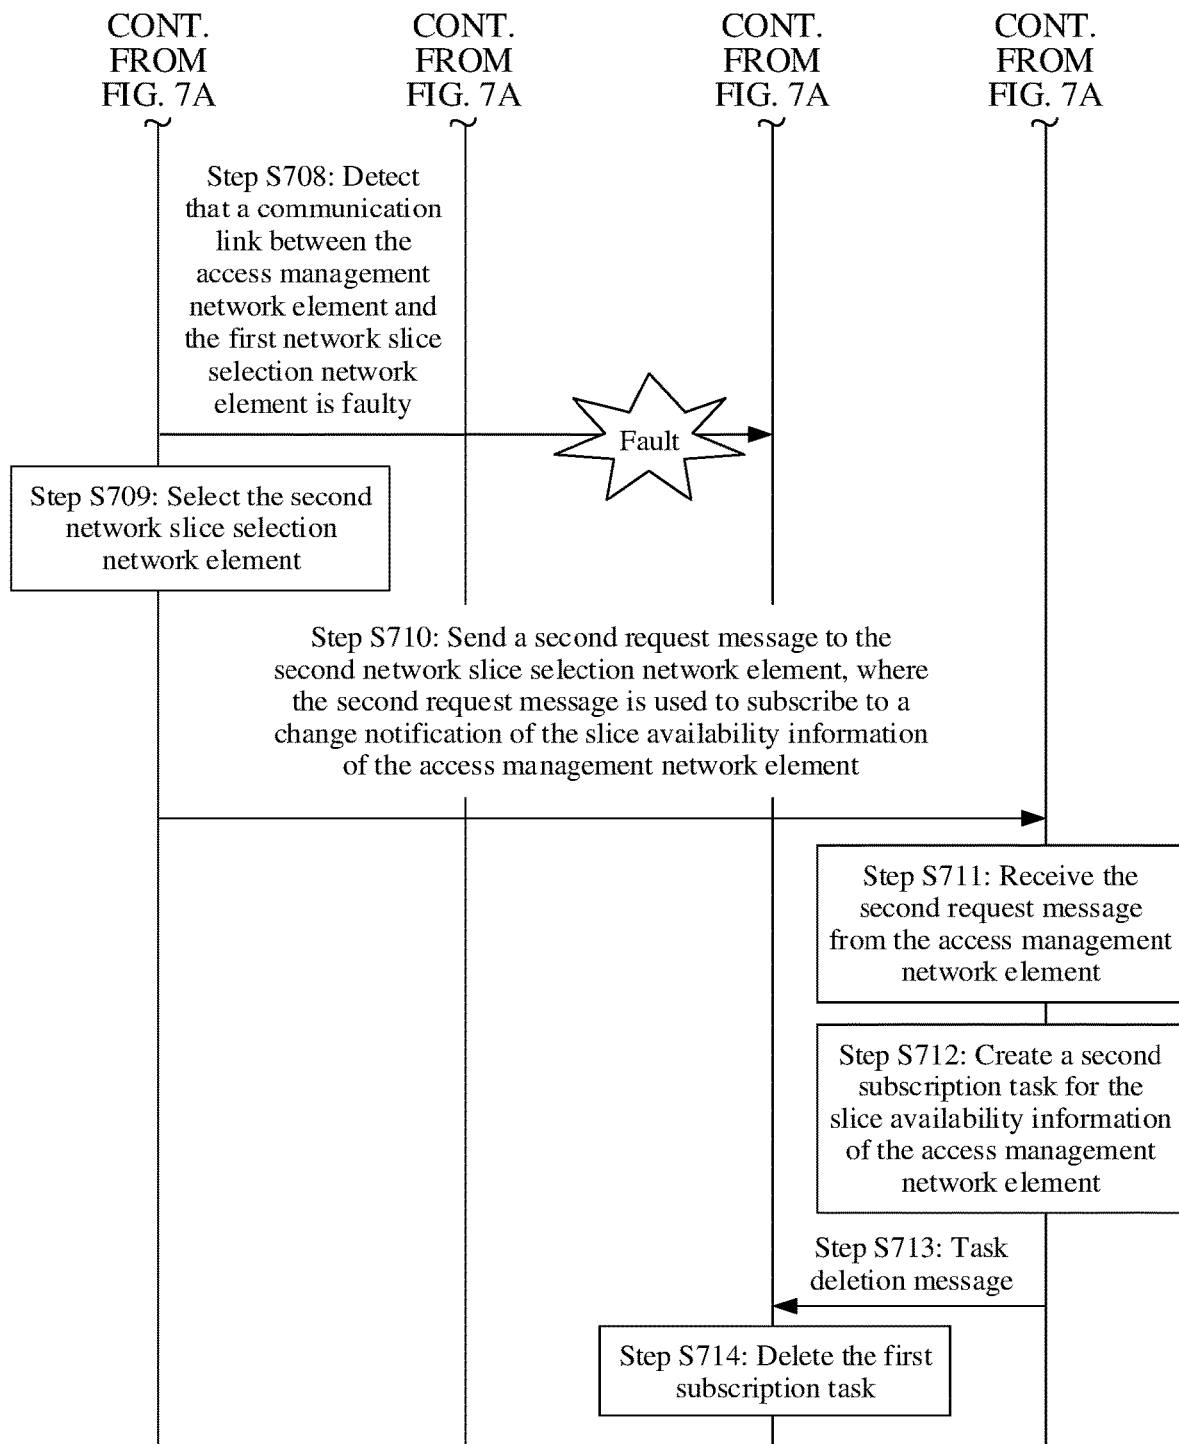 CONT.
FROM
FIG. 7A
CONT.
FROM
FIG. 7A
CONT.
FROM
FIG. 7A
CONT.
FROM
FIG. 7A
Step S708: Detect
that a communication
link between the
access management
network element and
the first network slice
selection network
element is faulty
Fault
Step S709: Select the second
network slice selection
network element
Step S710: Send a second request message to the
second network slice selection network element, where
the second request message is used to subscribe to a
change notification of the slice availability information
of the access management network element
Step S711: Receive the
second request message
from the access management
network element
Step S712: Create a second
subscription task for the
slice availability information
of the access management
network element
Step S713: Task
deletion message
Step S714: Delete the first
subscription task